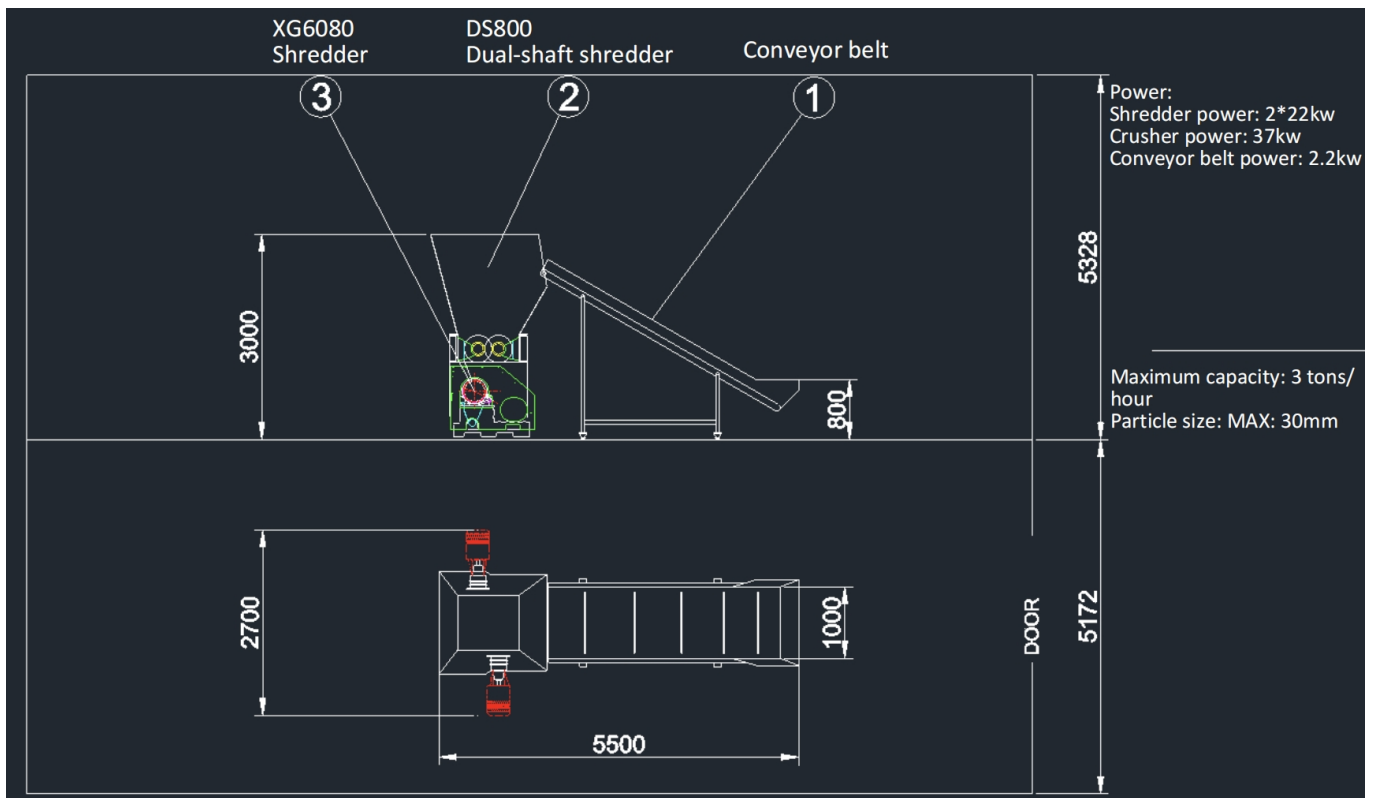 XG6080
Shredder
DS800
Dual-shaft shredder
Conveyor belt
3
2
1
Power:
Shredder power: 2*22kw
Crusher power: 37kw
Conveyor belt power: 2.2kw
5328
3000
800
Maximum capacity: 3 tons/
hour
Particle size: MAX: 30mm
2700
1000
DOOR
5172
5500